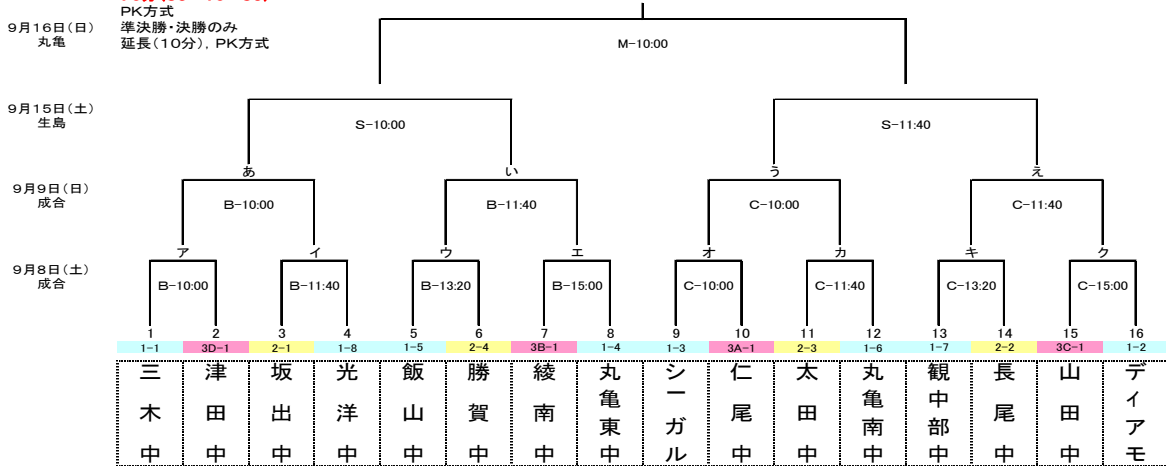 PK方式
9月16日(日) 準決勝・決勝のみ
丸亀 延長(10分), PK方式
M-10:00
9月15日(土)
生島
S-10:00 S-11:40
あ い う え
9月9日(日)
成合
B-10:00 B-11:40 C-10:00 C-11:40
ア イ ウ エ オ カ キ ク
9月8日(土)
成合
B-10:00 B-11:40 B-13:20 B-15:00 C-10:00 C-11:40 C-13:20 C-15:00
1 2 3 4 5 6 7 8 9 10 11 12 13 14 15 16
1-1 3D-1 2-1 1-8 1-5 2-4 3B-1 1-4 1-3 3A-1 2-3 1-6 1-7 2-2 3C-1 1-2
三木中
津田中
坂出中
光洋中
飯山中
勝賀中
綾南中
丸亀東中
シーガル
仁尾中
太田中
丸亀南中
観中部中
長尾中
山田中
ディアモ